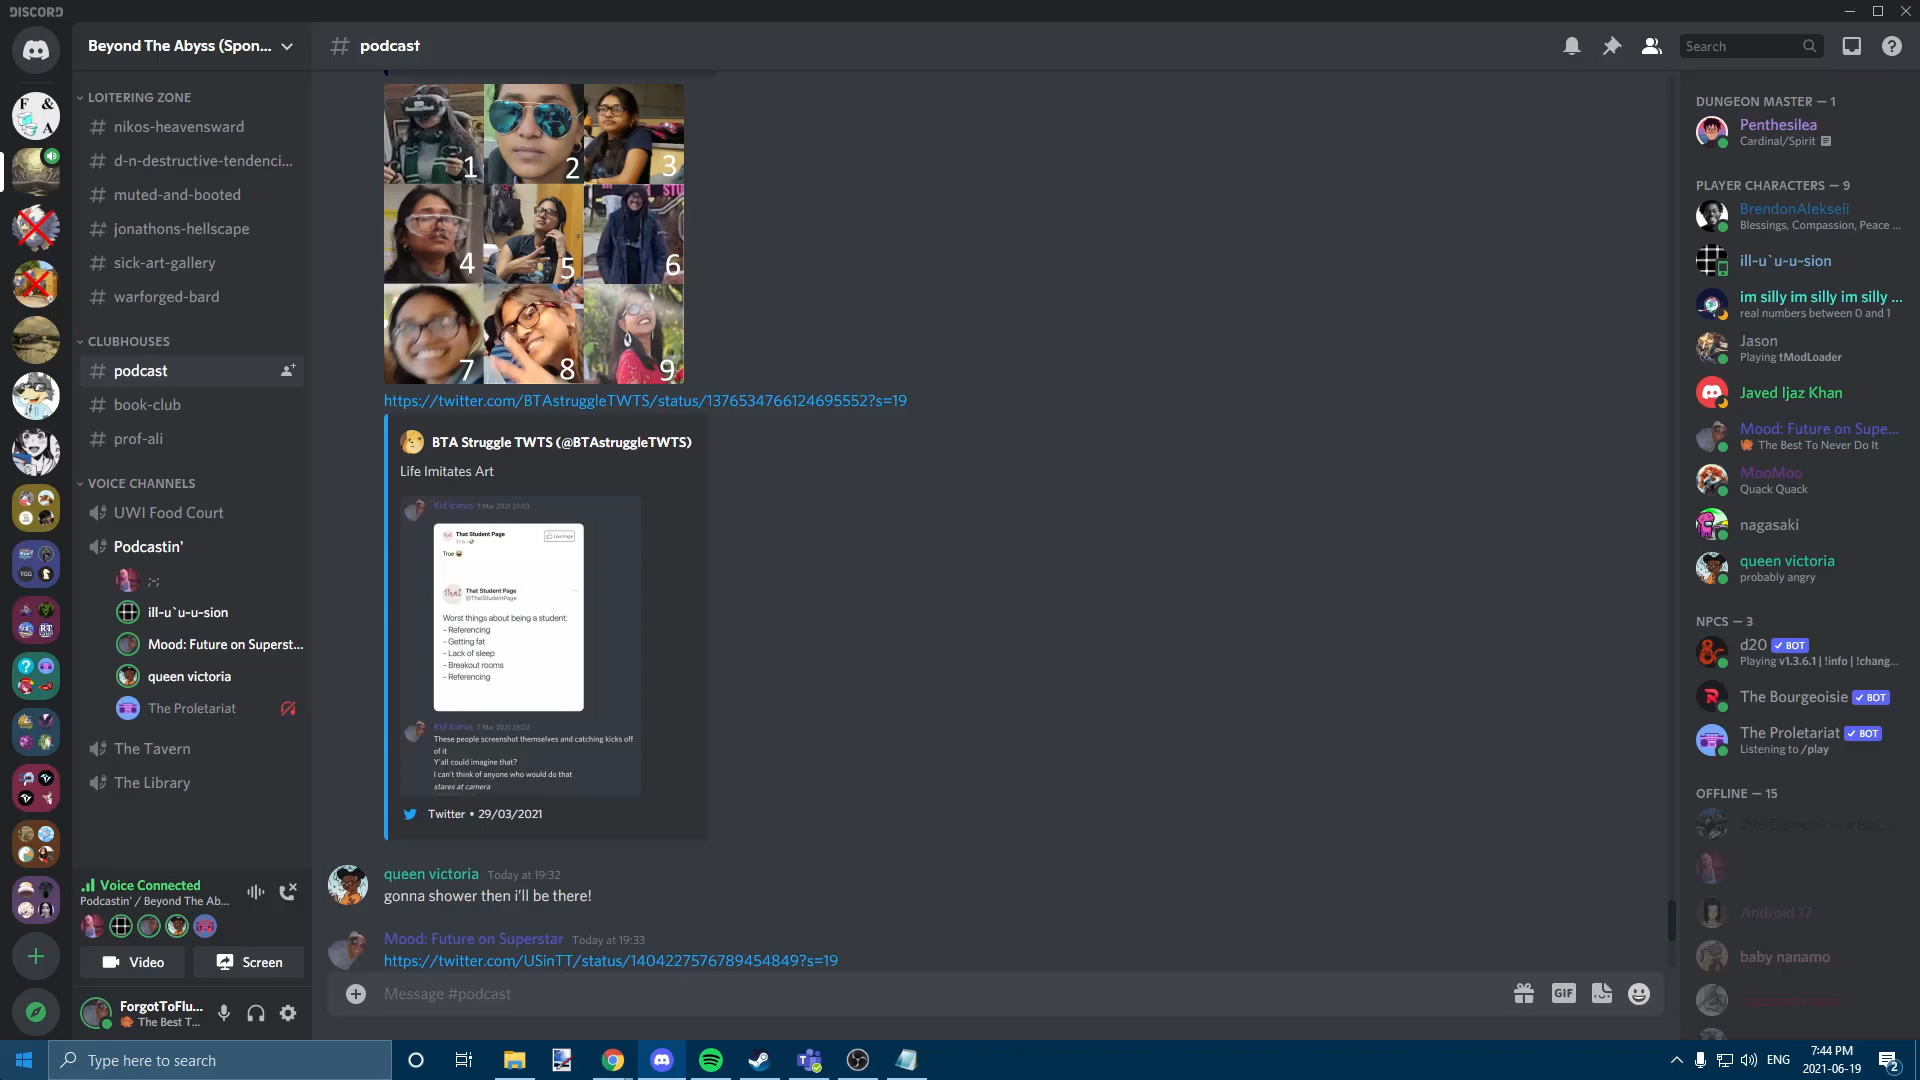 DISCORD
Beyond The Abyss (Spon...
podcast
Search
LOITERING ZONE
nikos-heavensward
d-n-destructive-tendenci...
muted-and-booted
jonathons-hellscape
sick-art-gallery
warforged-bard
CLUBHOUSES
podcast
book-club
prof-ali
VOICE CHANNELS
UWI Food Court
Podcastin'
;-;
ill~u`u~u-sion
Mood: Future on Superst...
queen victoria
The Proletariat
The Tavern
The Library
Voice Connected
Podcastin' / Beyond The Ab...
Video
Screen
ForgotToFlu...
The Best T...
1
2
3
4
5
6
7
8
9
https://twitter.com/BTAstruggleTWTS/status/1376534766124695552?s=19
BTA Struggle TWTS (@BTAstruggleTWTS)
Life Imitates Art
Kid Icarus 7 Mar 2021 23:03
That Student Page
Like Page
True
That Student Page
@ThatStudentPage
Worst things about being a student:
- Referencing
- Getting fat
- Lack of sleep
- Breakout rooms
- Referencing
Kid Icarus 7 Mar 2021 23:03
These people screenshot themselves and catching kicks off
of it
Y'all could imagine that?
I can't think of anyone who would do that
stares at camera
Twitter • 29/03/2021
queen victoria Today at 19:32
gonna shower then i'll be there!
Mood: Future on Superstar Today at 19:33
https://twitter.com/USinTT/status/1404227576789454849?s=19
Message #podcast
GIF
DUNGEON MASTER — 1
Penthesilea
Cardinal/Spirit
PLAYER CHARACTERS — 9
BrendonAlekseii
Blessings, Compassion, Peace ...
ill~u`u~u-sion
im silly im silly im silly ...
real numbers between 0 and 1
Jason
Playing tModLoader
Javed Ijaz Khan
Mood: Future on Supe...
The Best To Never Do It
MooMoo
Quack Quack
nagasaki
queen victoria
probably angry
NPCS — 3
d20 BOT
Playing v1.3.6.1 | !info | !chang...
The Bourgeoisie BOT
The Proletariat BOT
Listening to /play
OFFLINE — 15
Android 17
baby nanamo
Type here to search
ENG
7:44 PM
2021-06-19
2